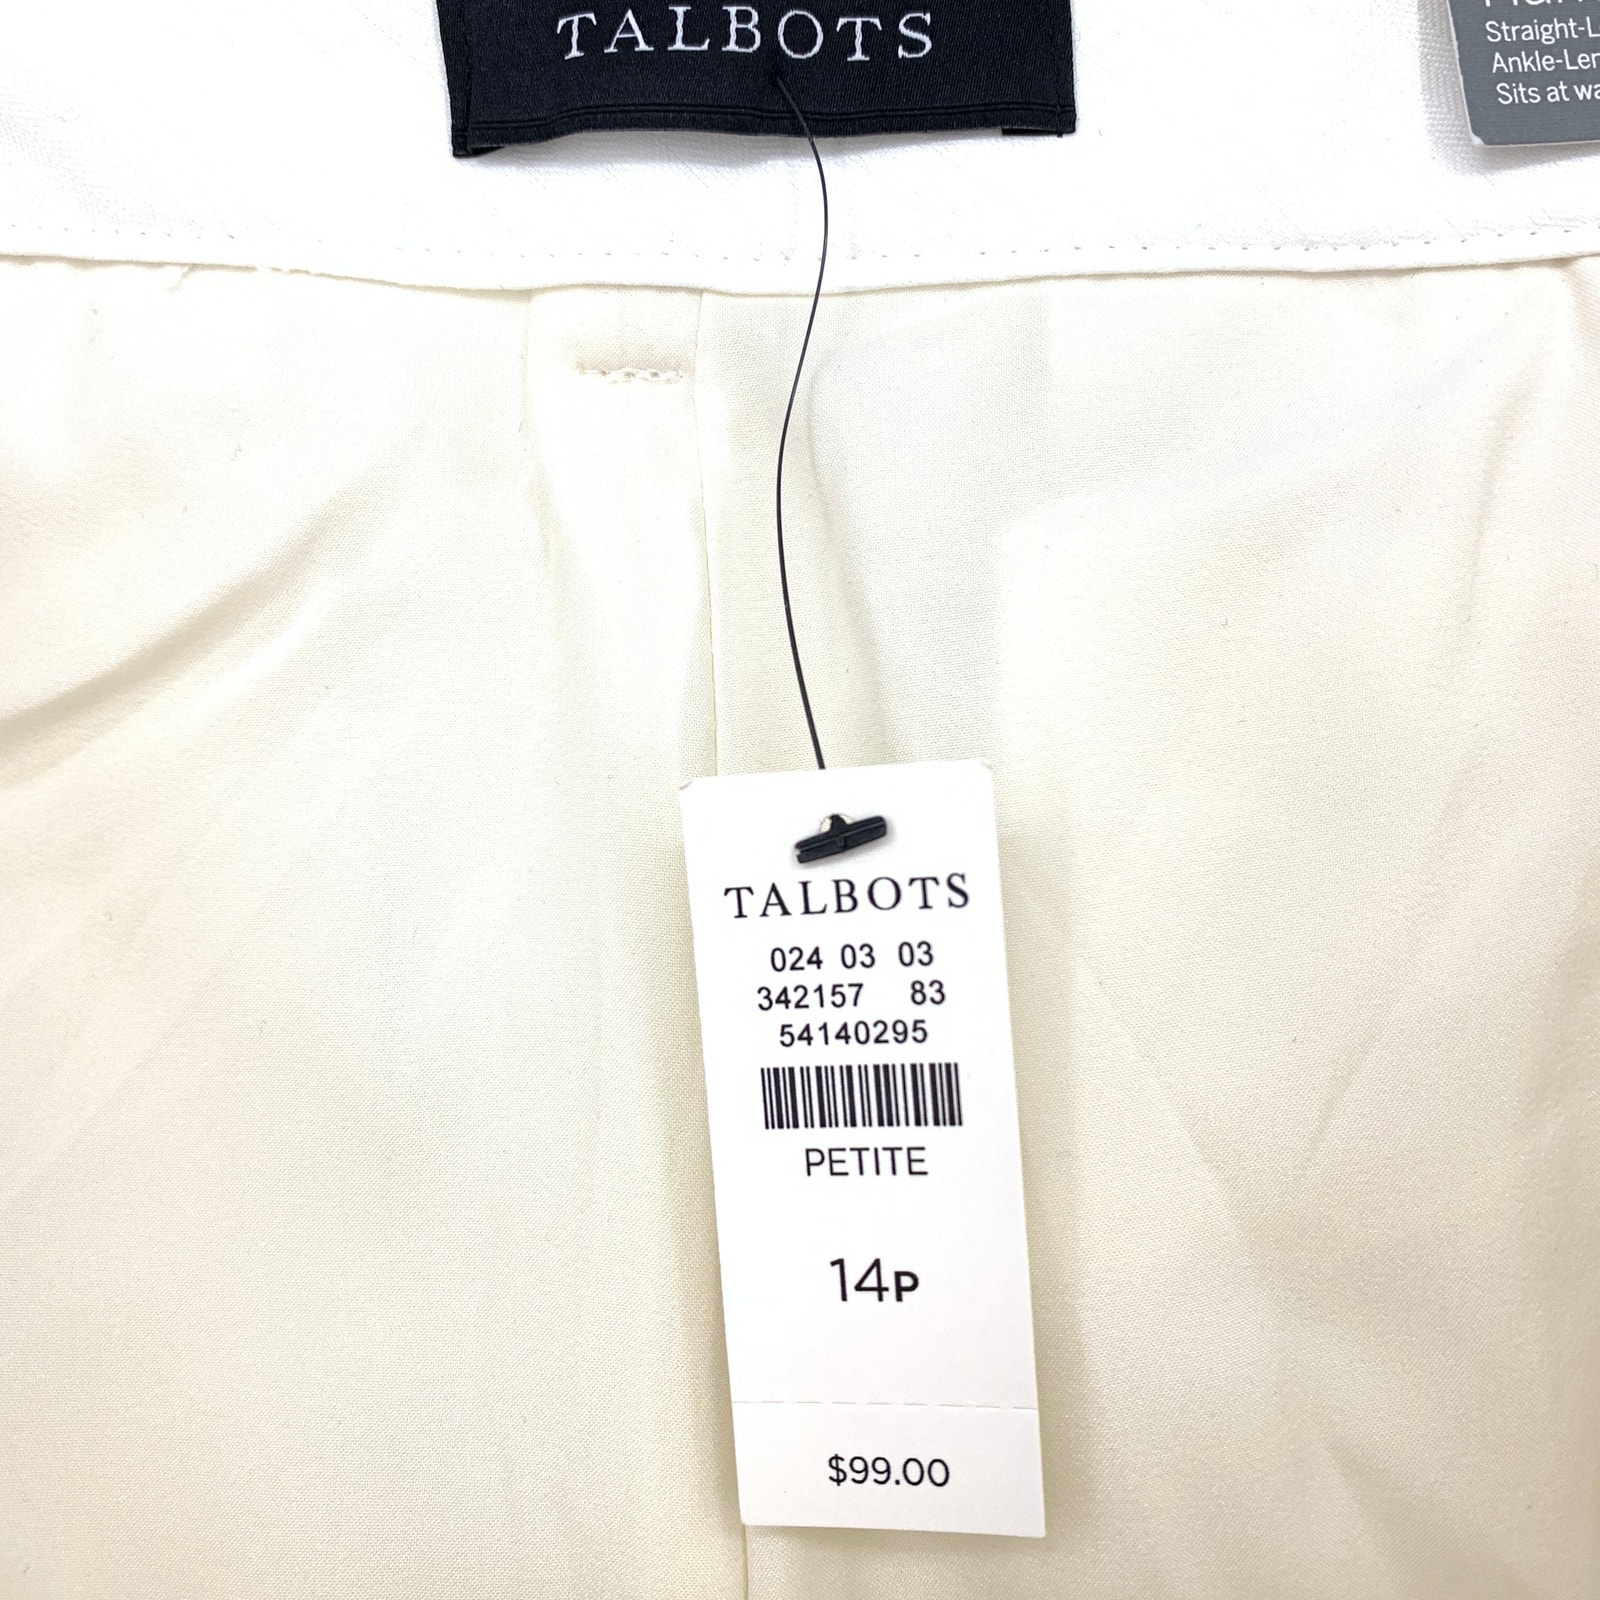 TALBOTS
Straight-L
Ankle-Len
Sits at wa
TALBOTS
024 03 03
342157 83
54140295
PETITE
14P
$99.00